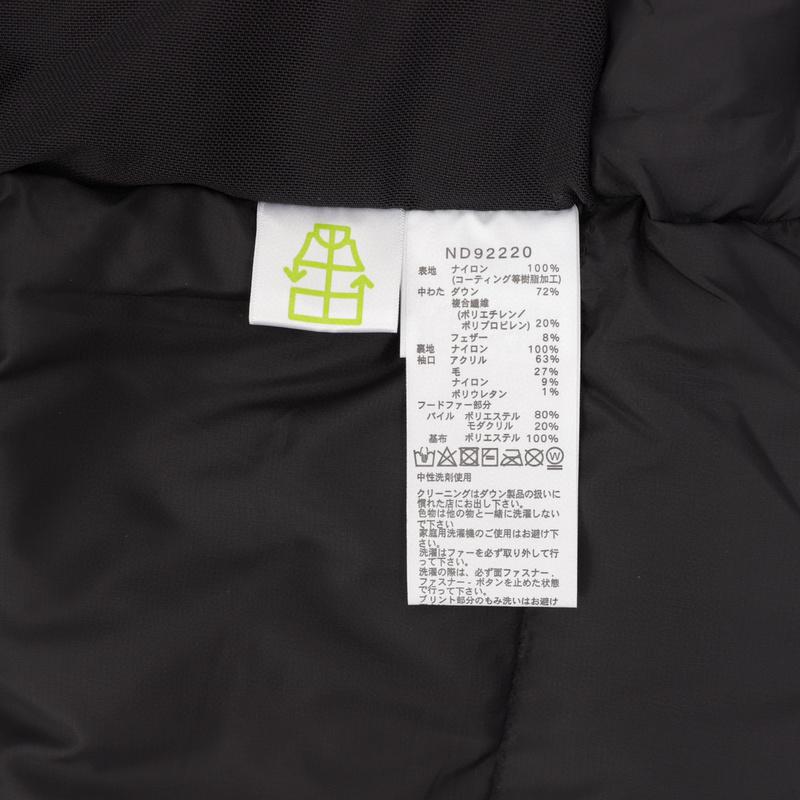 ND92220
表地 ナイロン 100%
(コーティング等樹脂加工)
中わた ダウン 72%
複合繊維
(ポリエチレン/
ポリプロピレン) 20%
フェザー 8%
裏地 ナイロン 100%
袖口 アクリル 63%
毛 27%
ナイロン 9%
ポリウレタン 1%
フードファー部分
パイル ポリエステル 80%
モダクリル 20%
基布 ポリエステル 100%
W
中性洗剤使用
クリーニングはダウン製品の扱いに
慣れた店にお出し下さい。
色物は他の物と一緒に洗濯しない
で下さい
家庭用洗濯機のご使用はお避け下
さい。
洗濯はファーを必ず取り外して行
って下さい。
洗濯の際は、必ず面ファスナー.
ファスナー・ボタンを止めた状態
で行って下さい。
プリント部分のもみ洗いはお避け